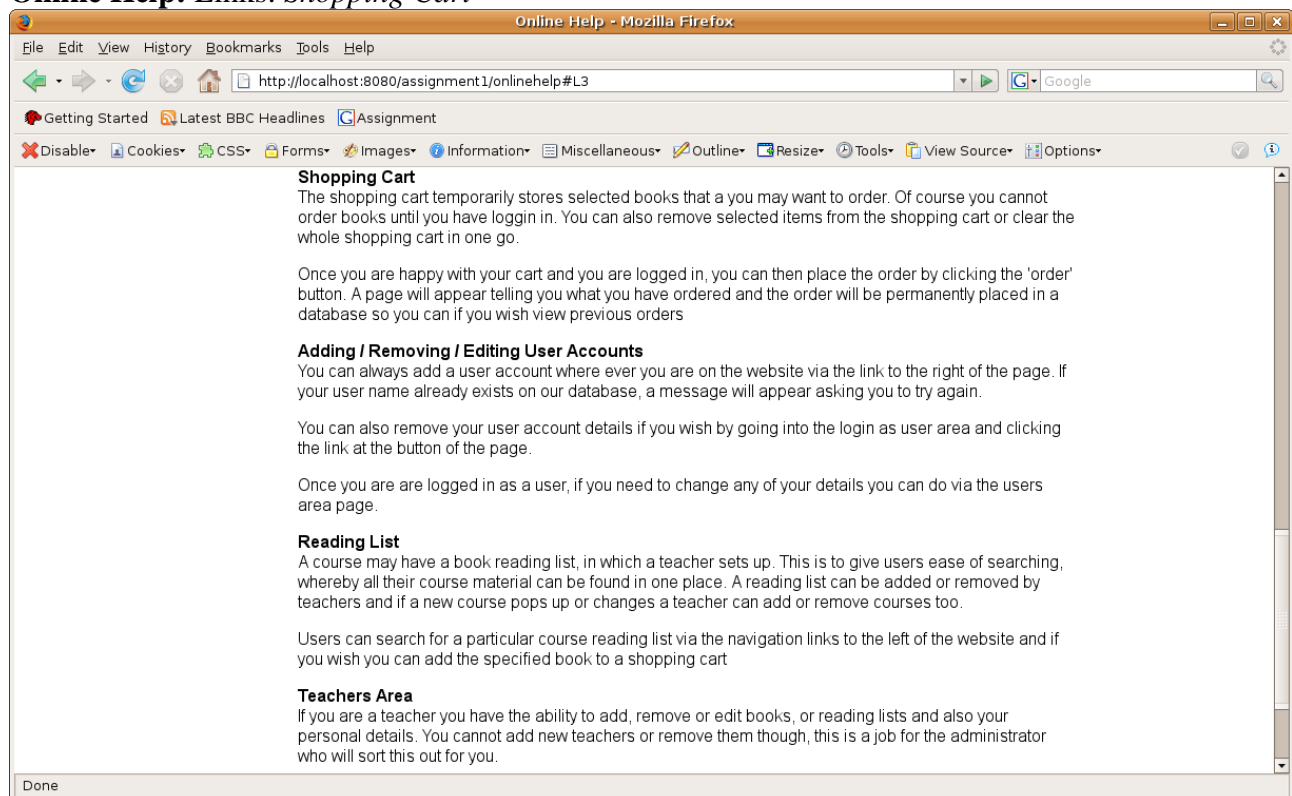 Online Help: Links: Shopping Cart
Online Help - Mozilla Firefox
File Edit View History Bookmarks Tools Help
http://localhost:8080/assignment1/onlinehelp#L3
Google
Getting Started Latest BBC Headlines Assignment
Disable Cookies CSS Forms Images Information Miscellaneous Outline Resize Tools View Source Options
Shopping Cart
The shopping cart temporarily stores selected books that a you may want to order. Of course you cannot
order books until you have loggin in. You can also remove selected items from the shopping cart or clear the
whole shopping cart in one go.
Once you are happy with your cart and you are logged in, you can then place the order by clicking the 'order'
button. A page will appear telling you what you have ordered and the order will be permanently placed in a
database so you can if you wish view previous orders
Adding / Removing / Editing User Accounts
You can always add a user account where ever you are on the website via the link to the right of the page. If
your user name already exists on our database, a message will appear asking you to try again.
You can also remove your user account details if you wish by going into the login as user area and clicking
the link at the button of the page.
Once you are are logged in as a user, if you need to change any of your details you can do via the users
area page.
Reading List
A course may have a book reading list, in which a teacher sets up. This is to give users ease of searching,
whereby all their course material can be found in one place. A reading list can be added or removed by
teachers and if a new course pops up or changes a teacher can add or remove courses too.
Users can search for a particular course reading list via the navigation links to the left of the website and if
you wish you can add the specified book to a shopping cart
Teachers Area
If you are a teacher you have the ability to add, remove or edit books, or reading lists and also your
personal details. You cannot add new teachers or remove them though, this is a job for the administrator
who will sort this out for you.
Done